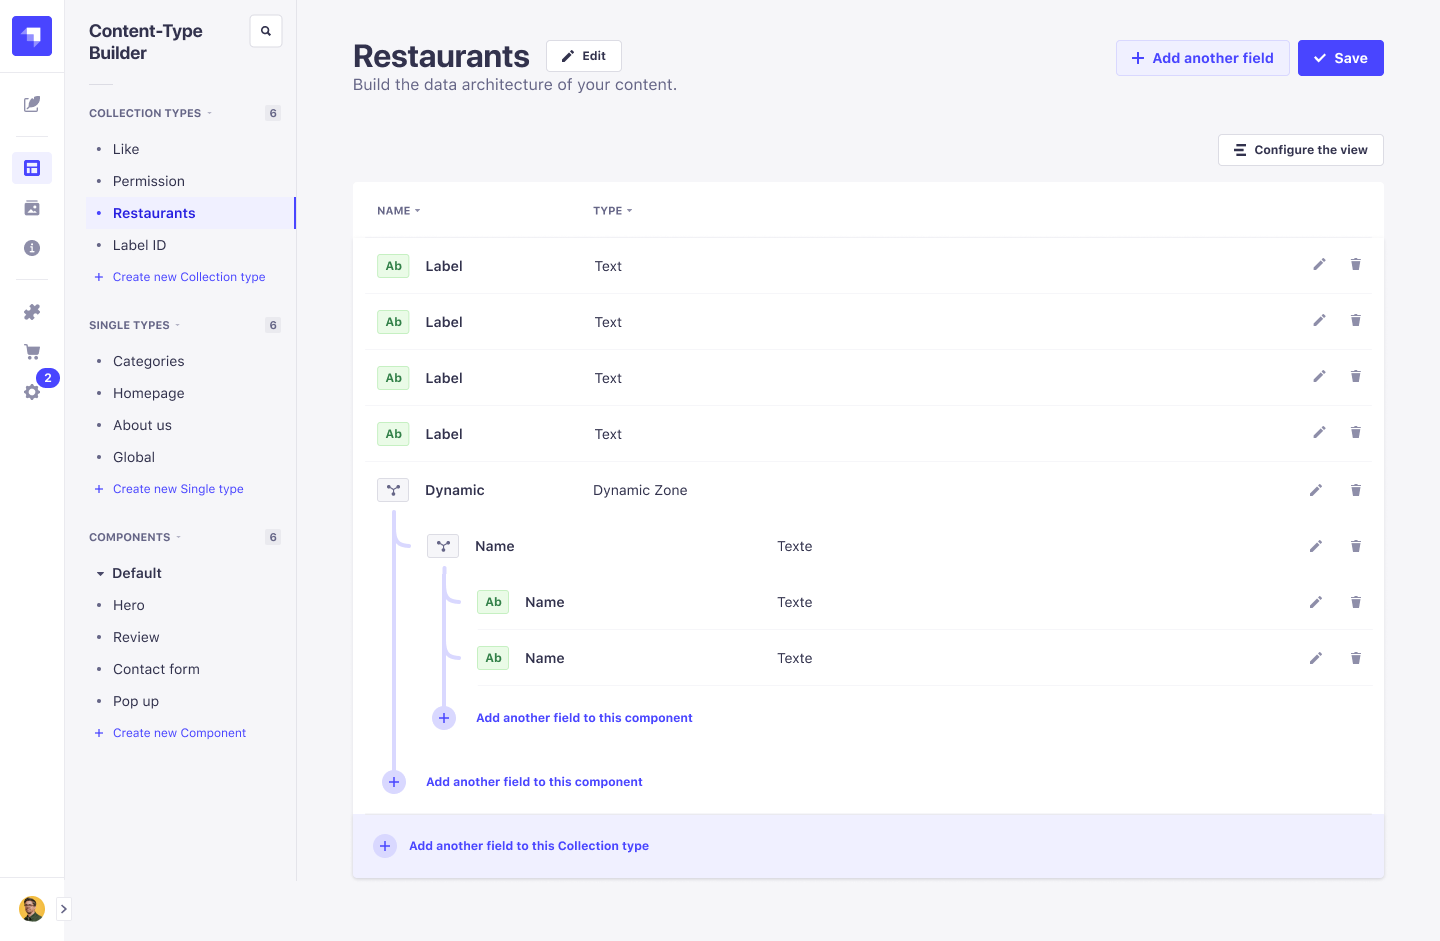 Content-Type
Builder
COLLECTION TYPES 6
Like
Permission
Restaurants
Label ID
Create new Collection type
SINGLE TYPES 6
Categories
Homepage
About us
Global
Create new Single type
COMPONENTS 6
Default
Hero
Review
Contact form
Pop up
Create new Component
2
Restaurants Edit
Build the data architecture of your content.
Add another field Save
Configure the view
NAME TYPE
Ab Label Text
Ab Label Text
Ab Label Text
Ab Label Text
Dynamic Dynamic Zone
Name Texte
Ab Name Texte
Ab Name Texte
Add another field to this component
Add another field to this component
Add another field to this Collection type